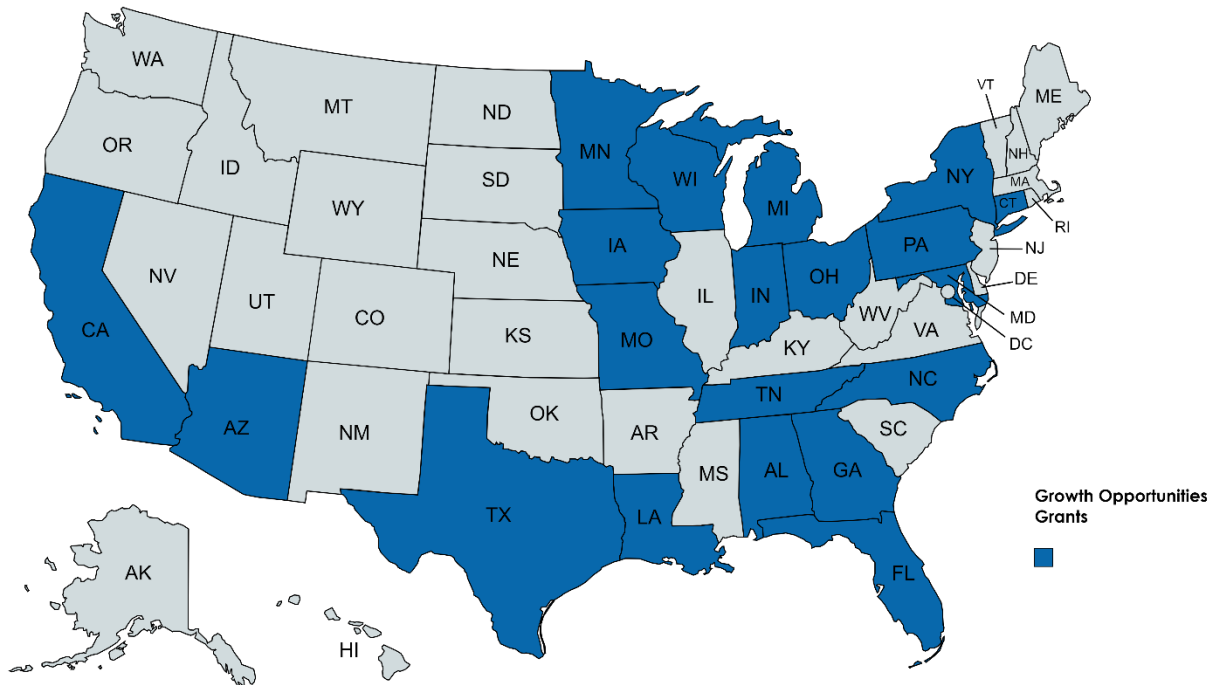 WA
MT
ND
MN
VT
ME
OR
ID
SD
WI
NH
NY
MA
WY
MI
CT
RI
IA
PA
NJ
NE
NV
IL
IN
OH
DE
UT
CO
WV
CA
KS
MO
VA
MD
KY
DC
NC
TN
AZ
OK
NM
AR
SC
MS
AL
GA
Growth Opportunities
Grants
TX
LA
AK
FL
HI